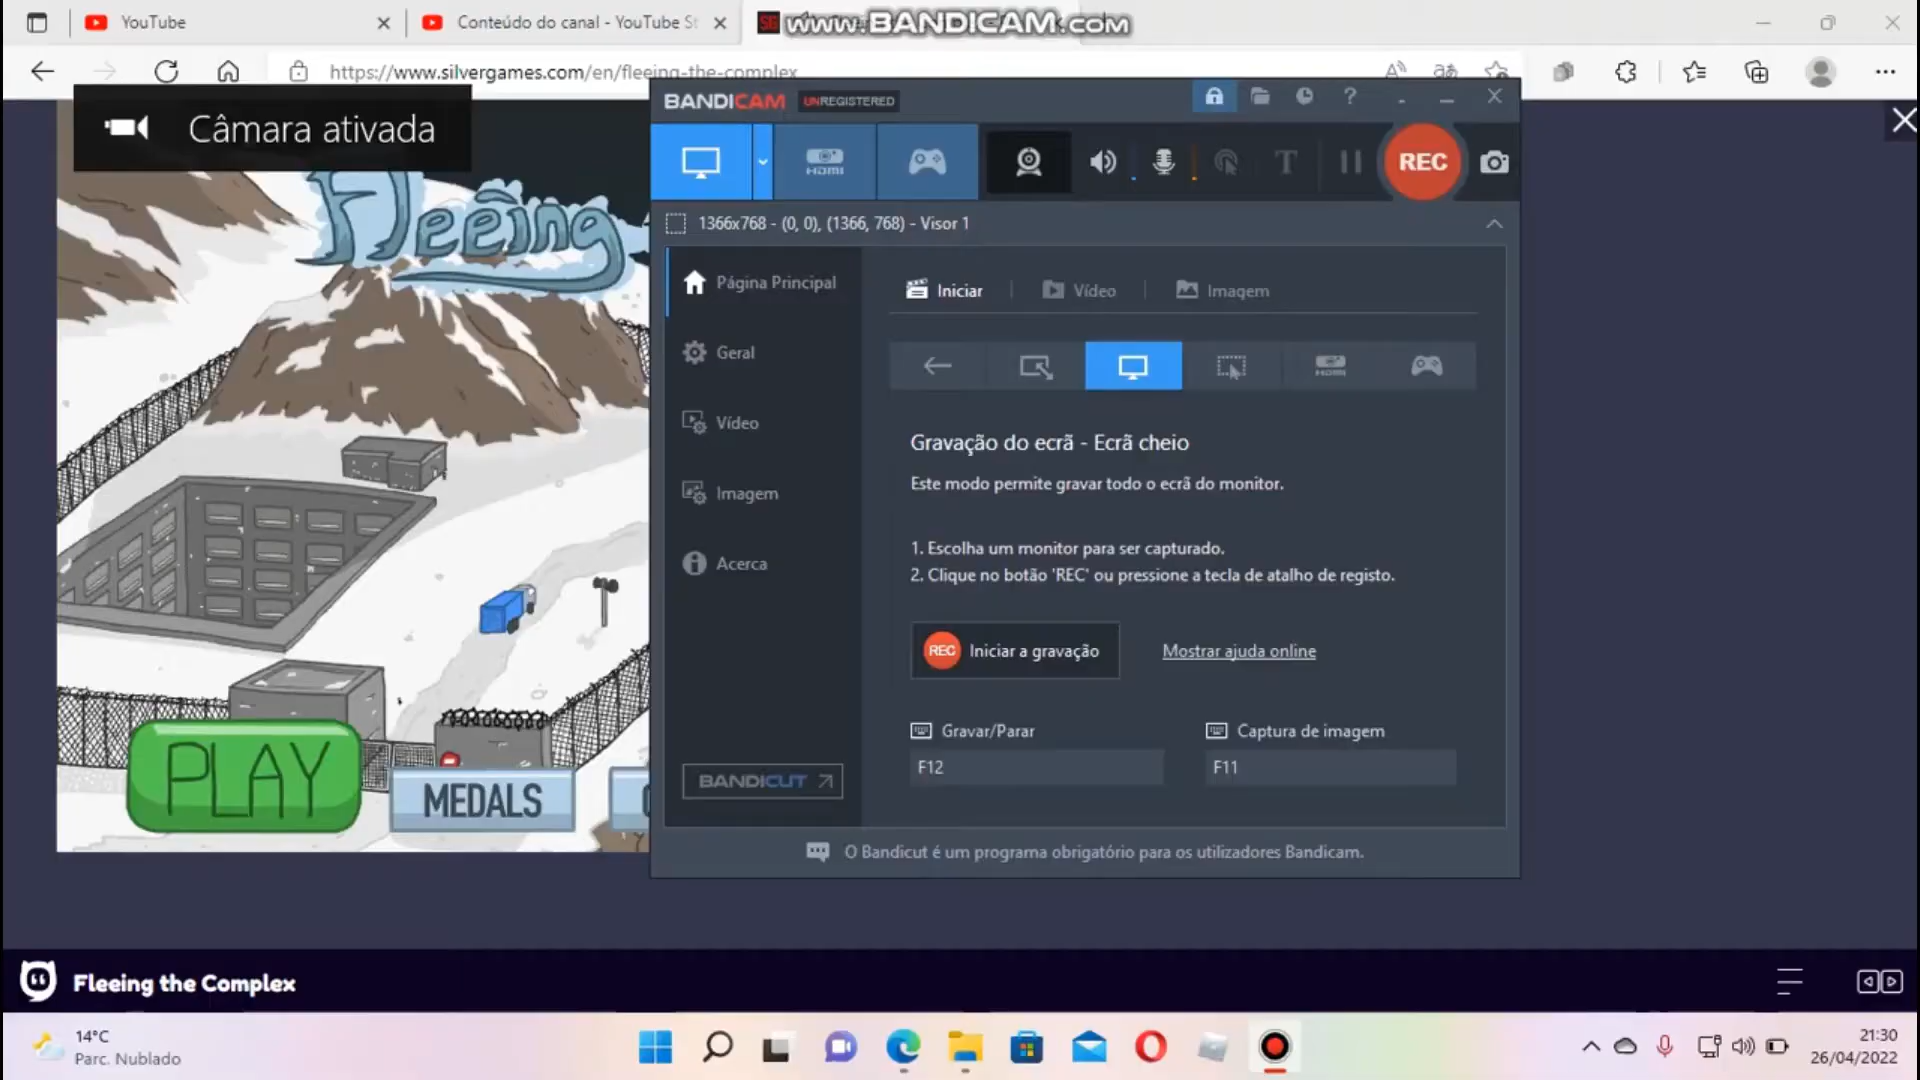 YouTube
Conteúdo do canal - YouTube St
www.BANDICAM.com
https://www.silvergames.com/en/fleeing-the-complex
Câmara ativada
Fleeing
PLAY
MEDALS
BANDICAM UNREGISTERED
HDMI
T
REC
1366x768 - (0, 0), (1366, 768) - Visor 1
Página Principal
Geral
Vídeo
Imagem
Acerca
BANDICUT
Iniciar
Vídeo
Imagem
HDMI
Gravação do ecrã - Ecrã cheio
Este modo permite gravar todo o ecrã do monitor.
1. Escolha um monitor para ser capturado.
2. Clique no botão 'REC' ou pressione a tecla de atalho de registo.
REC Iniciar a gravação
Mostrar ajuda online
Gravar/Parar
F12
Captura de imagem
F11
O Bandicut é um programa obrigatório para os utilizadores Bandicam.
Fleeing the Complex
14°C
Parc. Nublado
21:30
26/04/2022